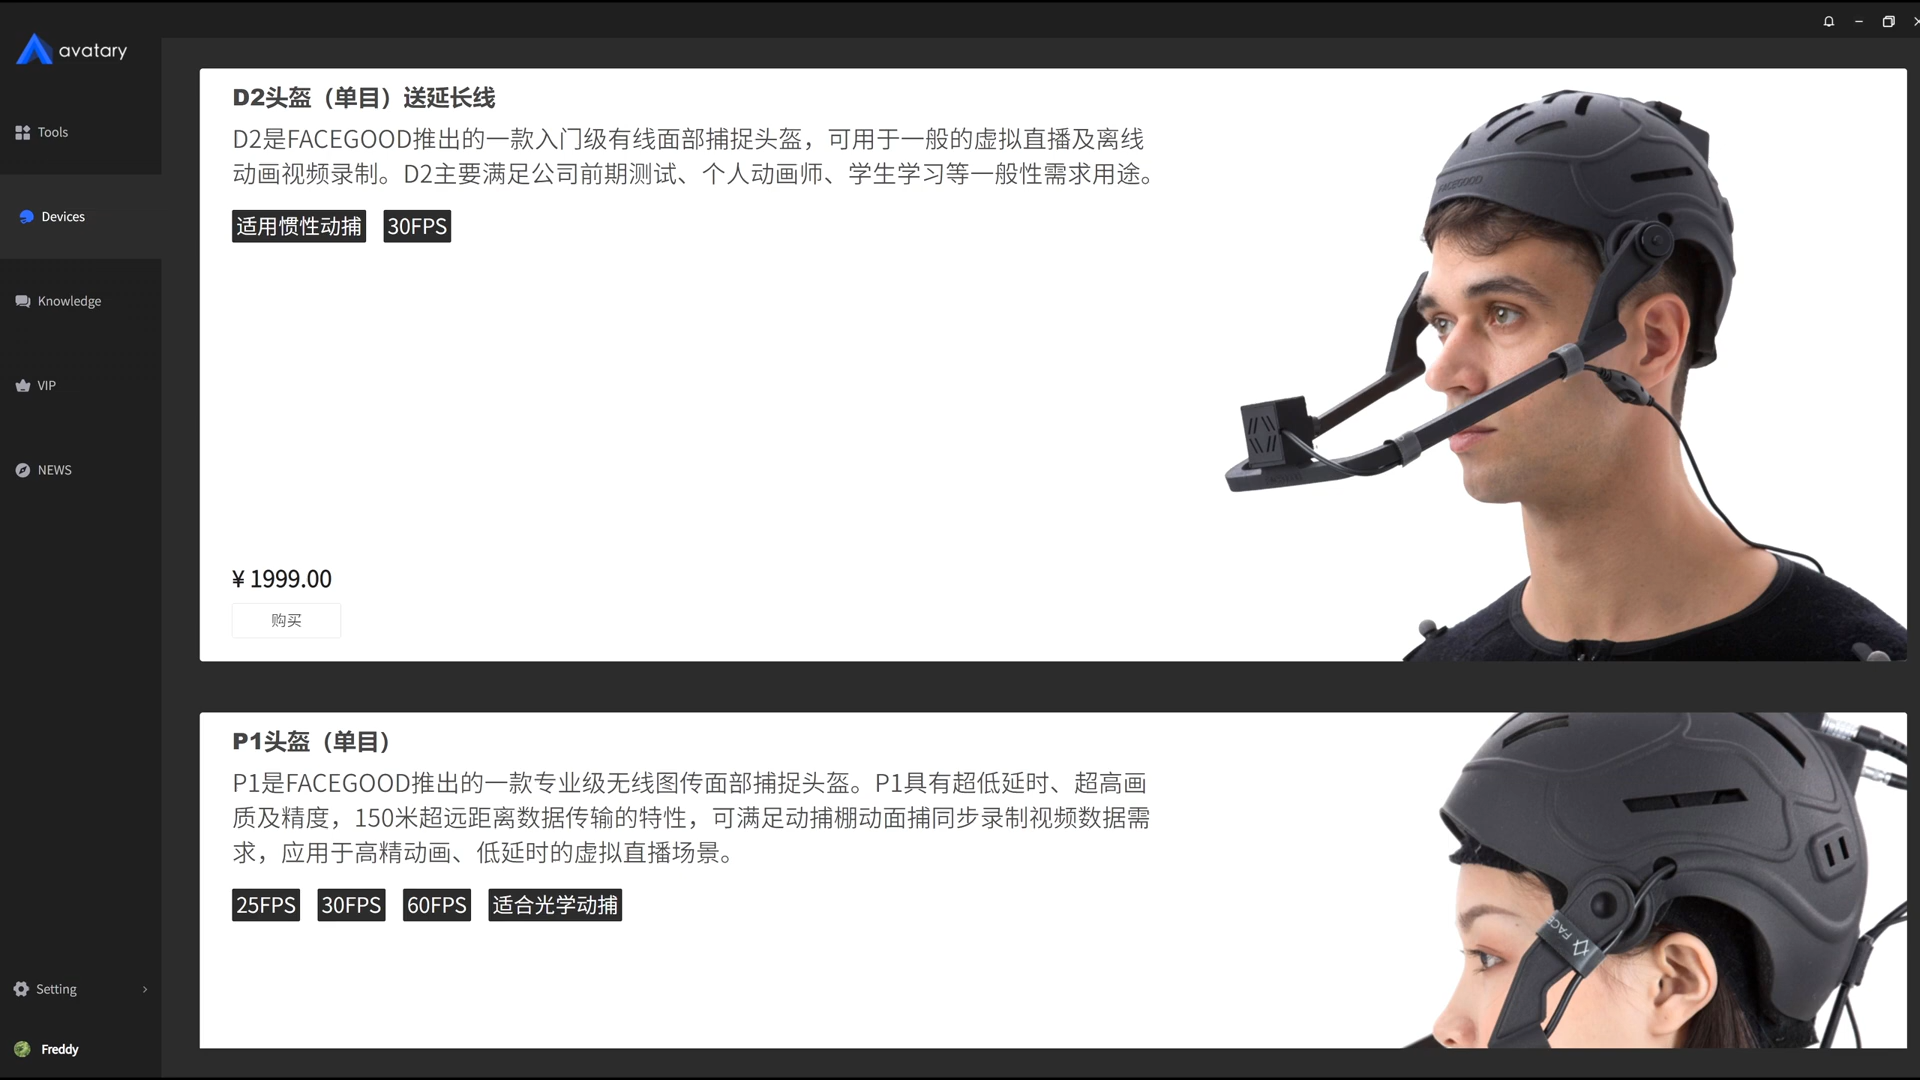 avatary
Tools
Devices
Knowledge
VIP
NEWS
Setting
Freddy
D2头盔（单目）送延长线
D2是FACEGOOD推出的一款入门级有线面部捕捉头盔，可用于一般的虚拟直播及离线
动画视频录制。D2主要满足公司前期测试、个人动画师、学生学习等一般性需求用途。
适用惯性动捕 30FPS
¥ 1999.00
购买
FACEGOOD
P1头盔（单目）
P1是FACEGOOD推出的一款专业级无线图传面部捕捉头盔。P1具有超低延时、超高画
质及精度，150米超远距离数据传输的特性，可满足动捕棚动面捕同步录制视频数据需
求，应用于高精动画、低延时的虚拟直播场景。
25FPS 30FPS 60FPS 适合光学动捕
FACE